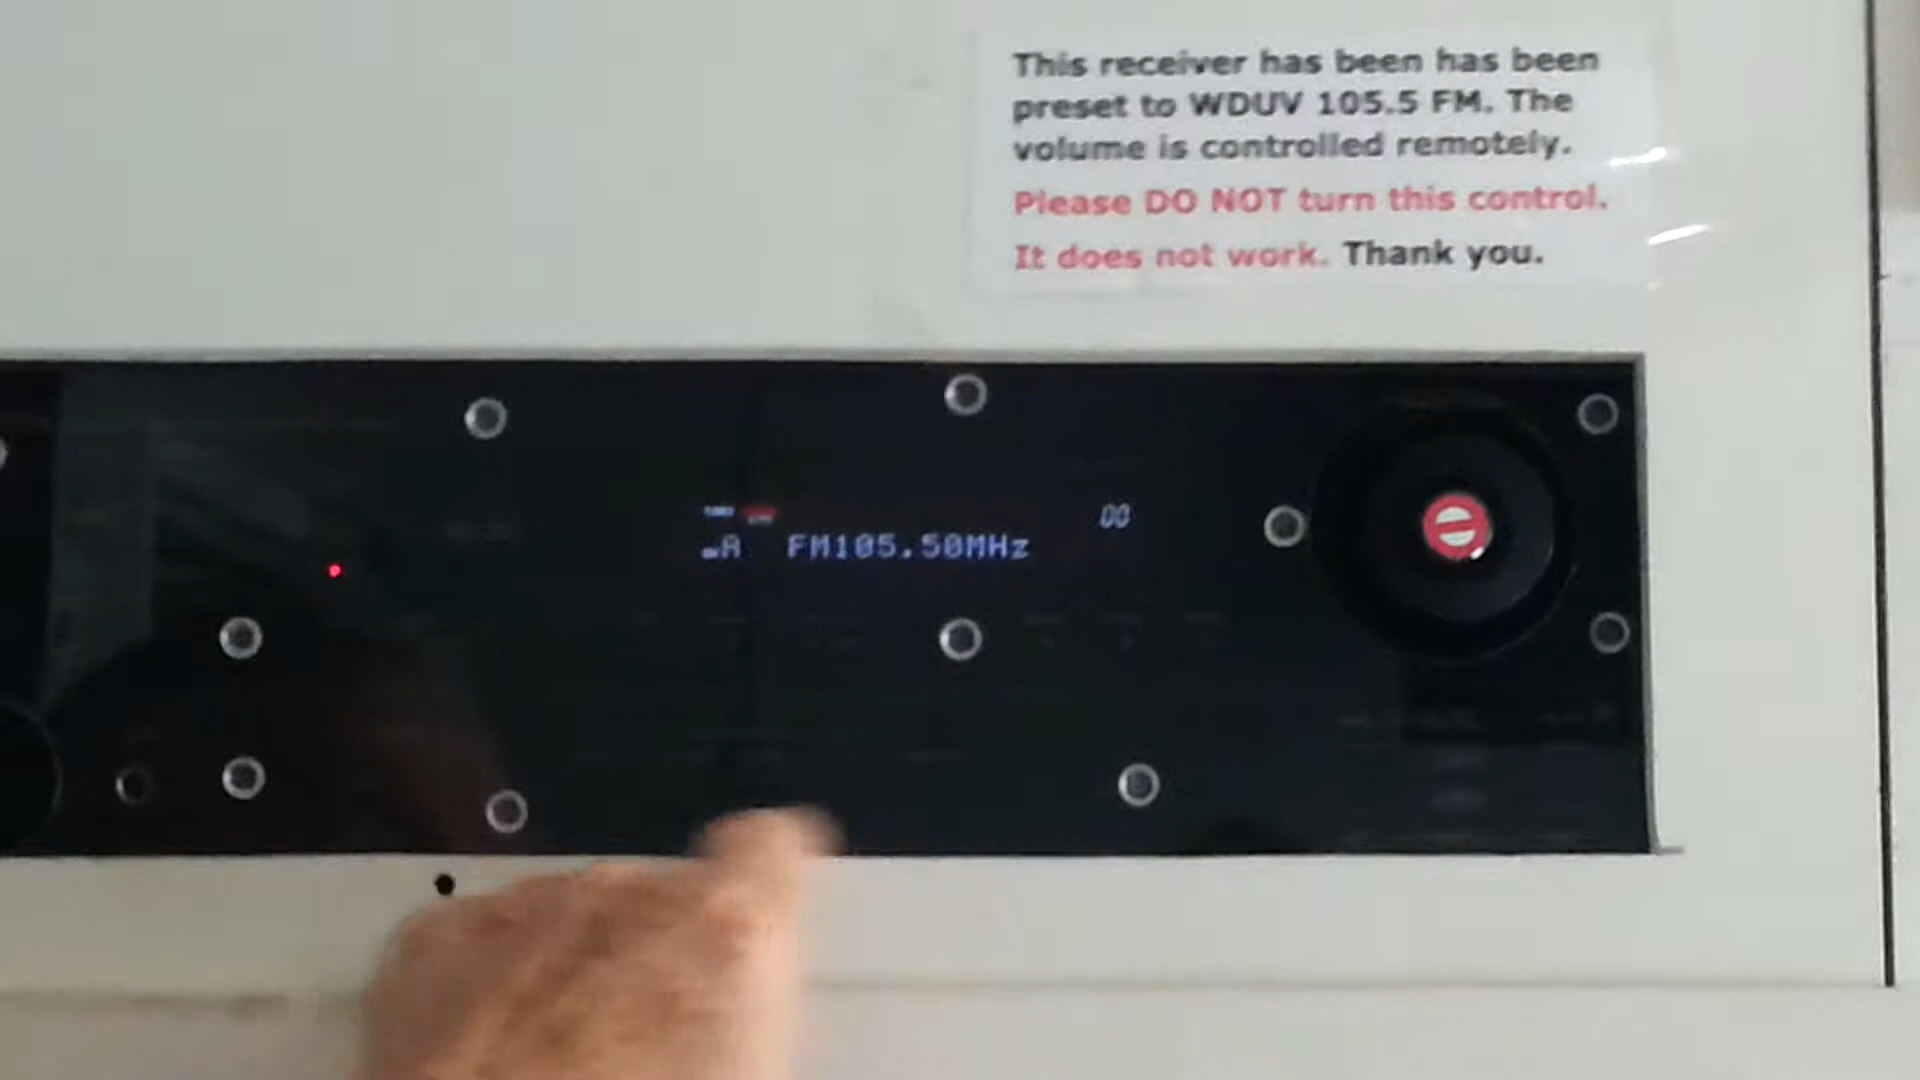 This receiver has been has been
preset to WDUV 105.5 FM. The
volume is controlled remotely.
Please DO NOT turn this control.
It does not work. Thank you.
00
A FM105.50MHz